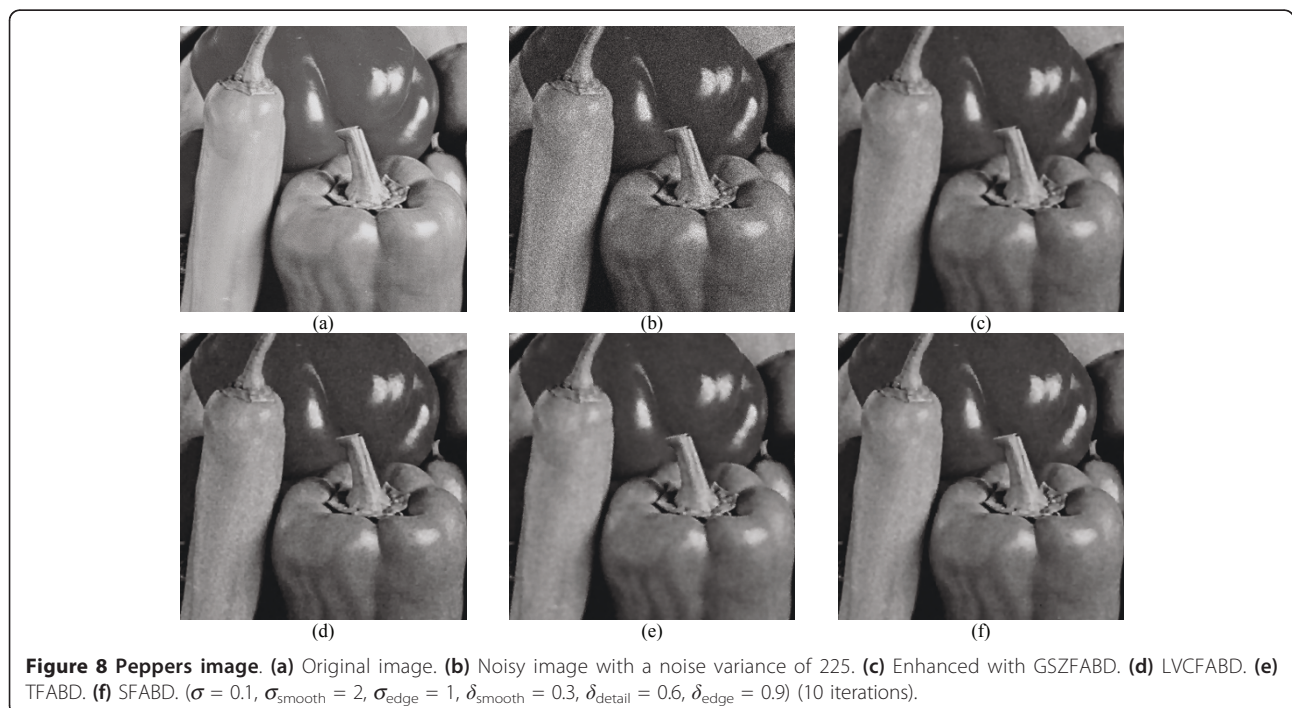 (a)
(b)
(c)
(d)
(e)
(f)
Figure 8 Peppers image. (a) Original image. (b) Noisy image with a noise variance of 225. (c) Enhanced with GSZFABD. (d) LVCFABD. (e)
TFABD. (f) SFABD. (σ = 0.1, σsmooth = 2, σedge = 1, δsmooth = 0.3, δdetail = 0.6, δedge = 0.9) (10 iterations).